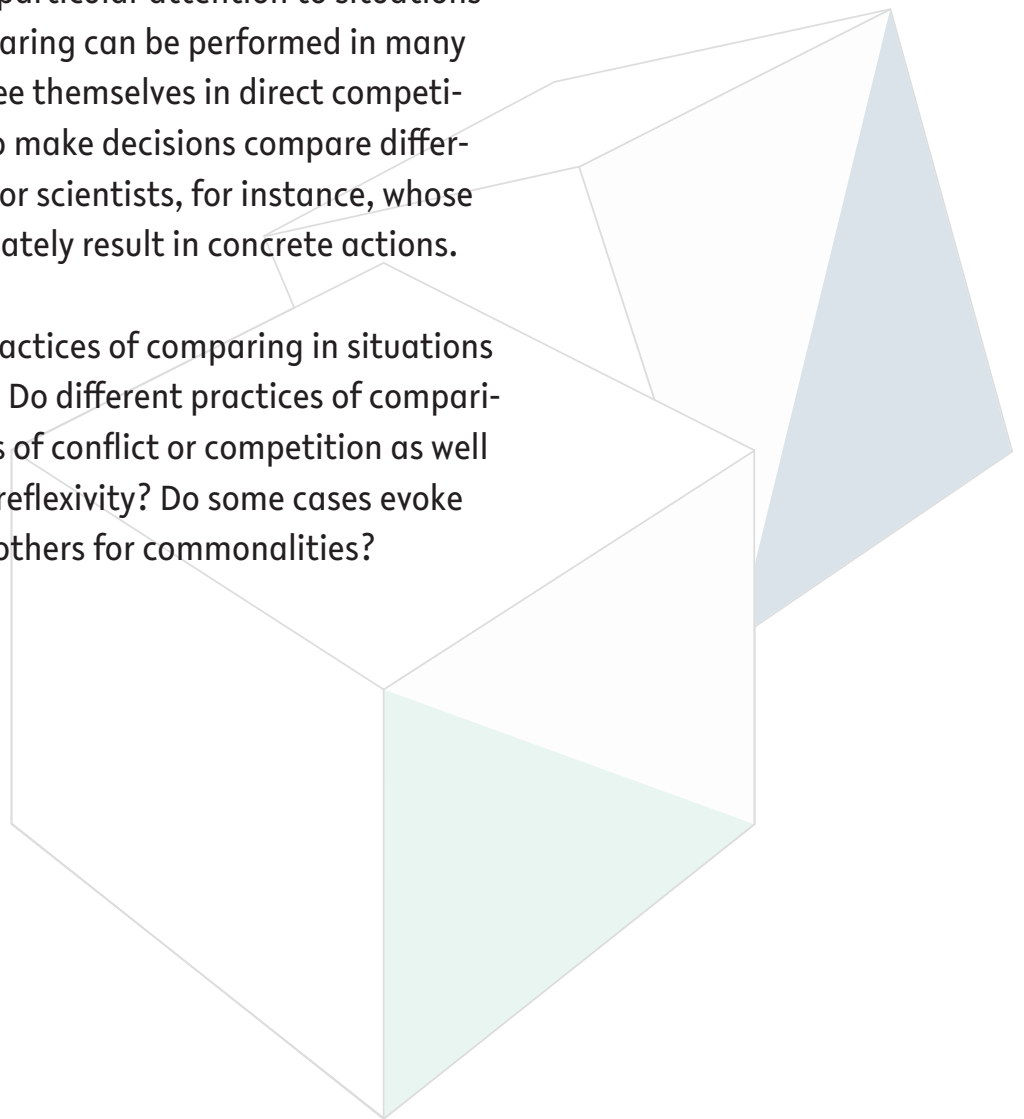 particular attention to situations
aring can be performed in many
ee themselves in direct competi-
o make decisions compare differ-
or scientists, for instance, whose
ately result in concrete actions.
actices of comparing in situations
Do different practices of compari-
s of conflict or competition as well
reflexivity? Do some cases evoke
others for commonalities?